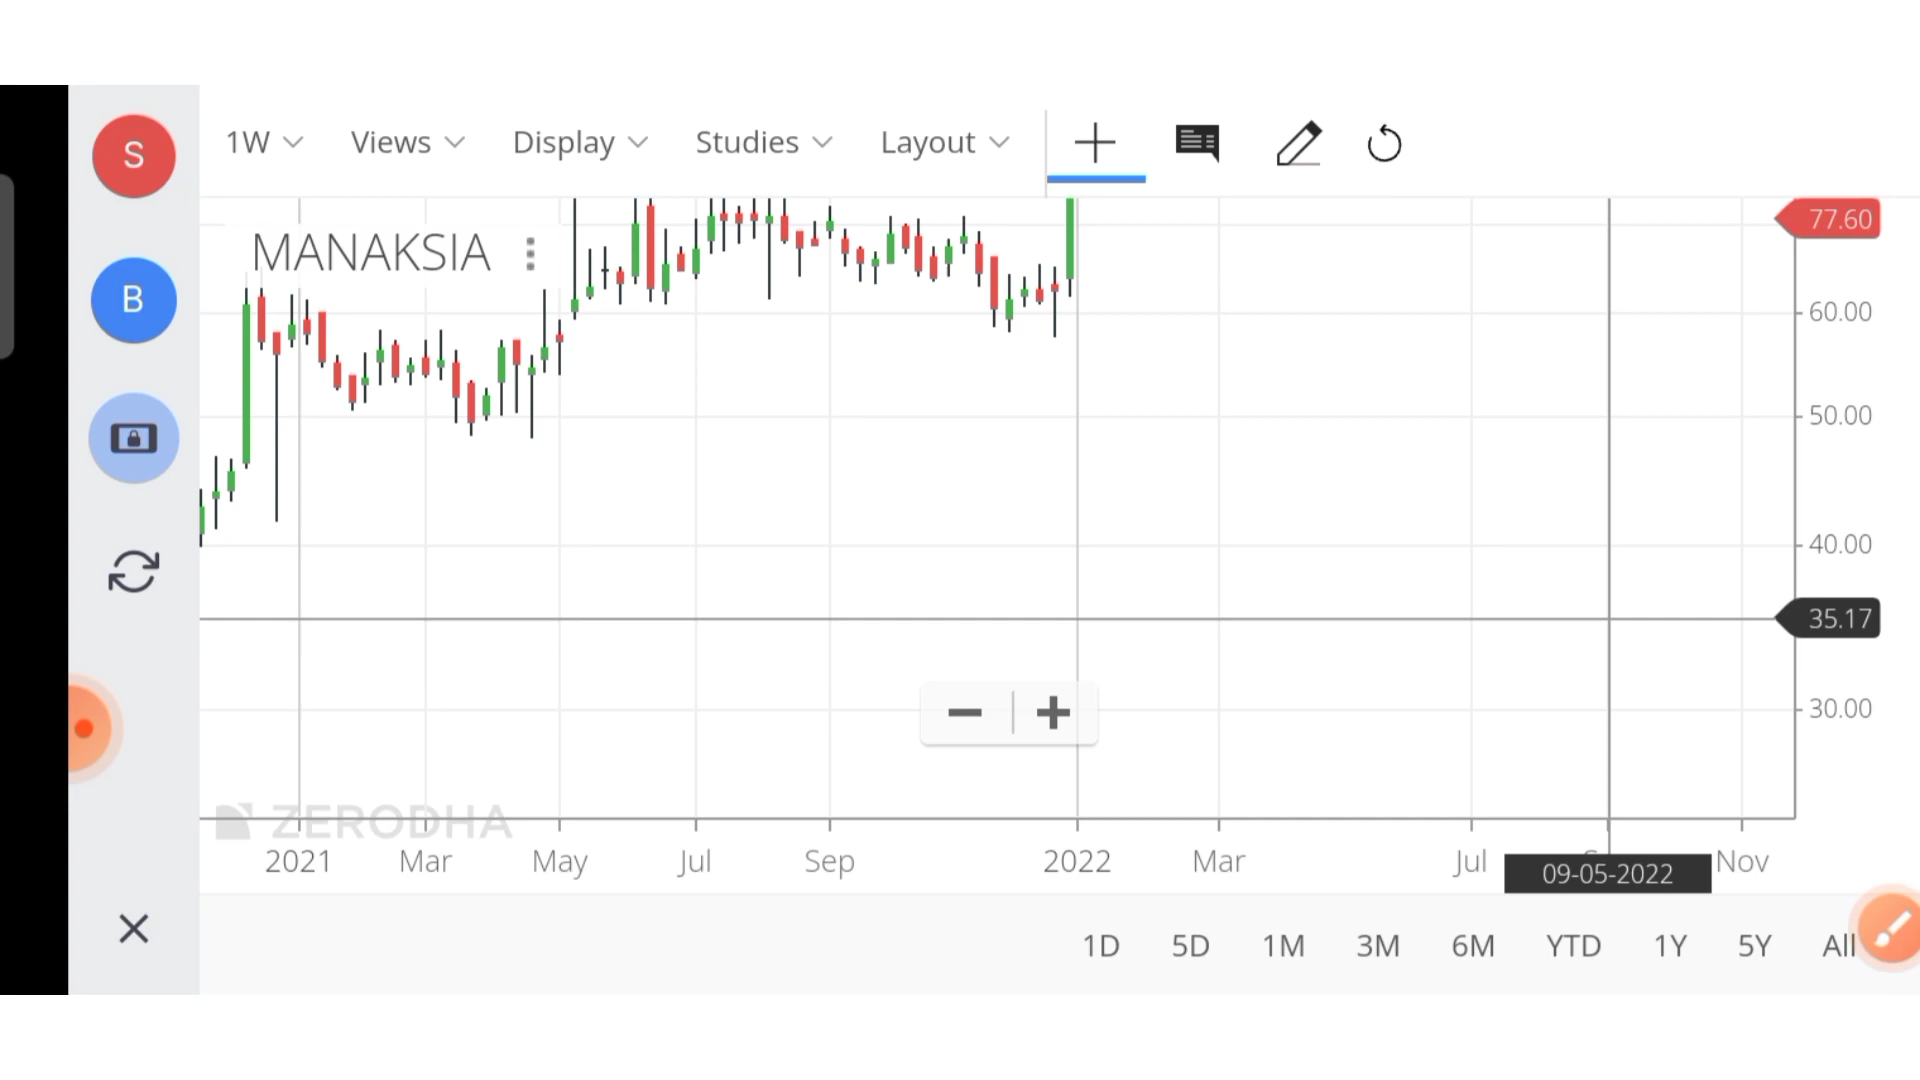 S
1W Views Display Studies Layout
77.60
MANAKSIA
B
60.00
50.00
40.00
35.17
30.00
ZERODHA
2021 Mar May Jul Sep 2022 Mar Jul Nov
09-05-2022
1D 5D 1M 3M 6M YTD 1Y 5Y All